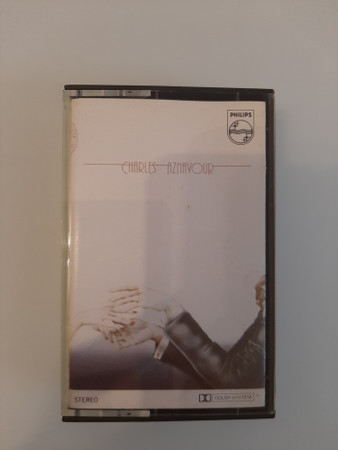 PHILIPS
CHARLES AZNAVOUR
STEREO
DOLBY SYSTEM